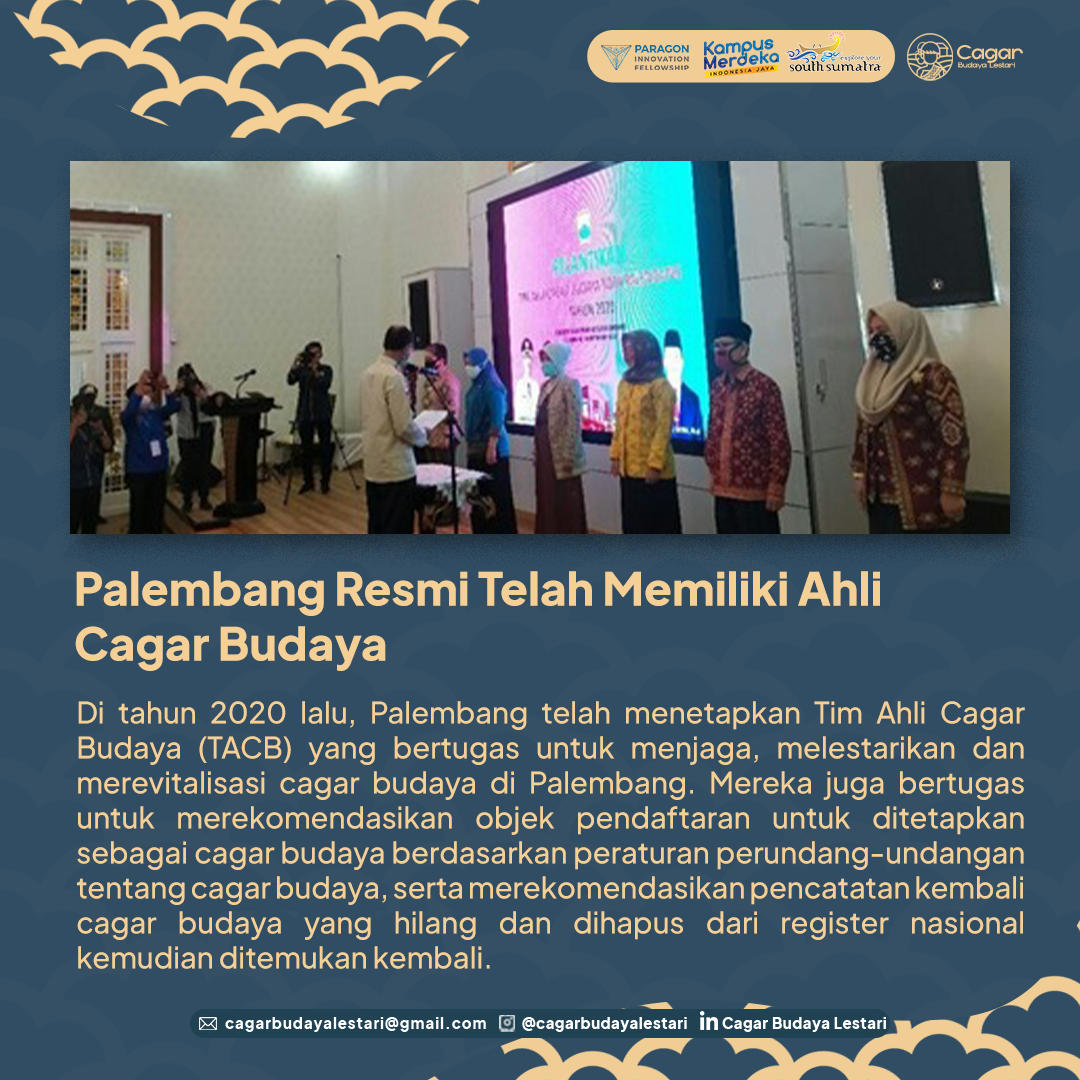 PARAGON
INNOVATION
FELLOWSHIP
Kampus
Merdeka
INDONESIA JAYA
explore your
south sumatra
Cagar
Budaya Lestari
PELANTIKAN
TAHUN 2020
Palembang Resmi Telah Memiliki Ahli
Cagar Budaya
Di tahun 2020 lalu, Palembang telah menetapkan Tim Ahli Cagar
Budaya (TACB) yang bertugas untuk menjaga, melestarikan dan
merevitalisasi cagar budaya di Palembang. Mereka juga bertugas
untuk merekomendasikan objek pendaftaran untuk ditetapkan
sebagai cagar budaya berdasarkan peraturan perundang-undangan
tentang cagar budaya, serta merekomendasikan pencatatan kembali
cagar budaya yang hilang dan dihapus dari register nasional
kemudian ditemukan kembali.
cagarbudayalestari@gmail.com @cagarbudayalestari in Cagar Budaya Lestari